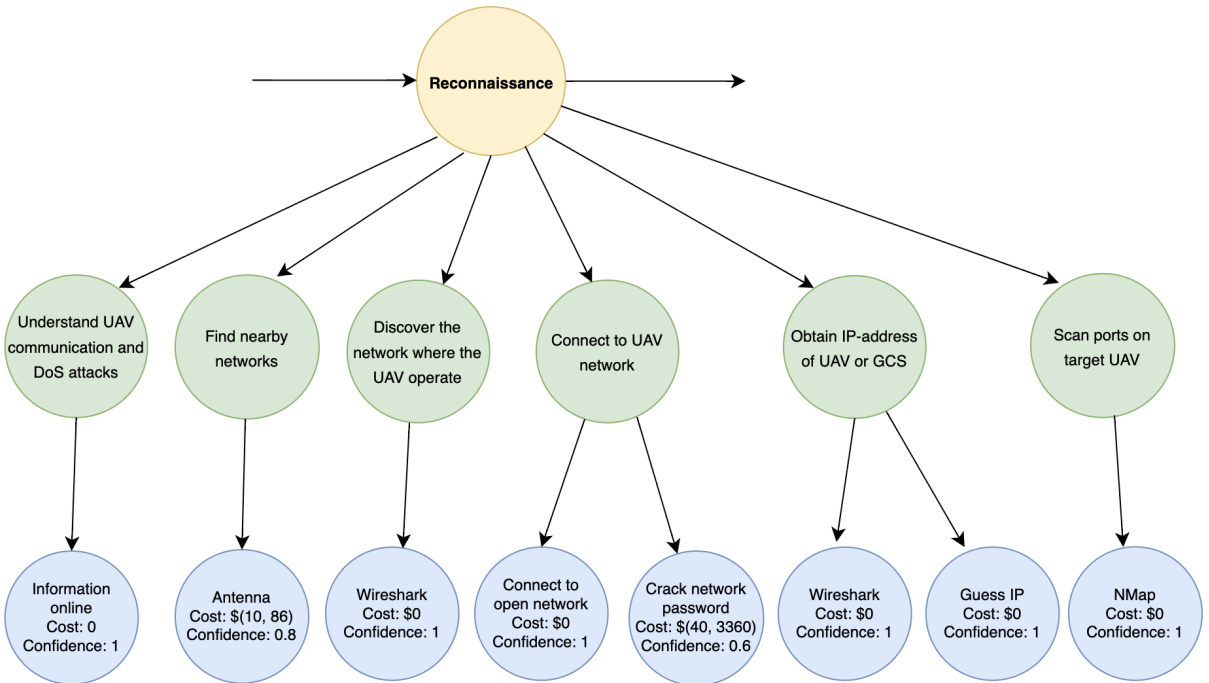 Reconnaissance
Understand UAV
communication and
DoS attacks
Find nearby
networks
Discover the
network where the
UAV operate
Connect to UAV
network
Obtain IP-address
of UAV or GCS
Scan ports on
target UAV
Information
online
Cost: 0
Confidence: 1
Antenna
Cost: $(10, 86)
Confidence: 0.8
Wireshark
Cost: $0
Confidence: 1
Connect to
open network
Cost: $0
Confidence: 1
Crack network
password
Cost: $(40, 3360)
Confidence: 0.6
Wireshark
Cost: $0
Confidence: 1
Guess IP
Cost: $0
Confidence: 1
NMap
Cost: $0
Confidence: 1